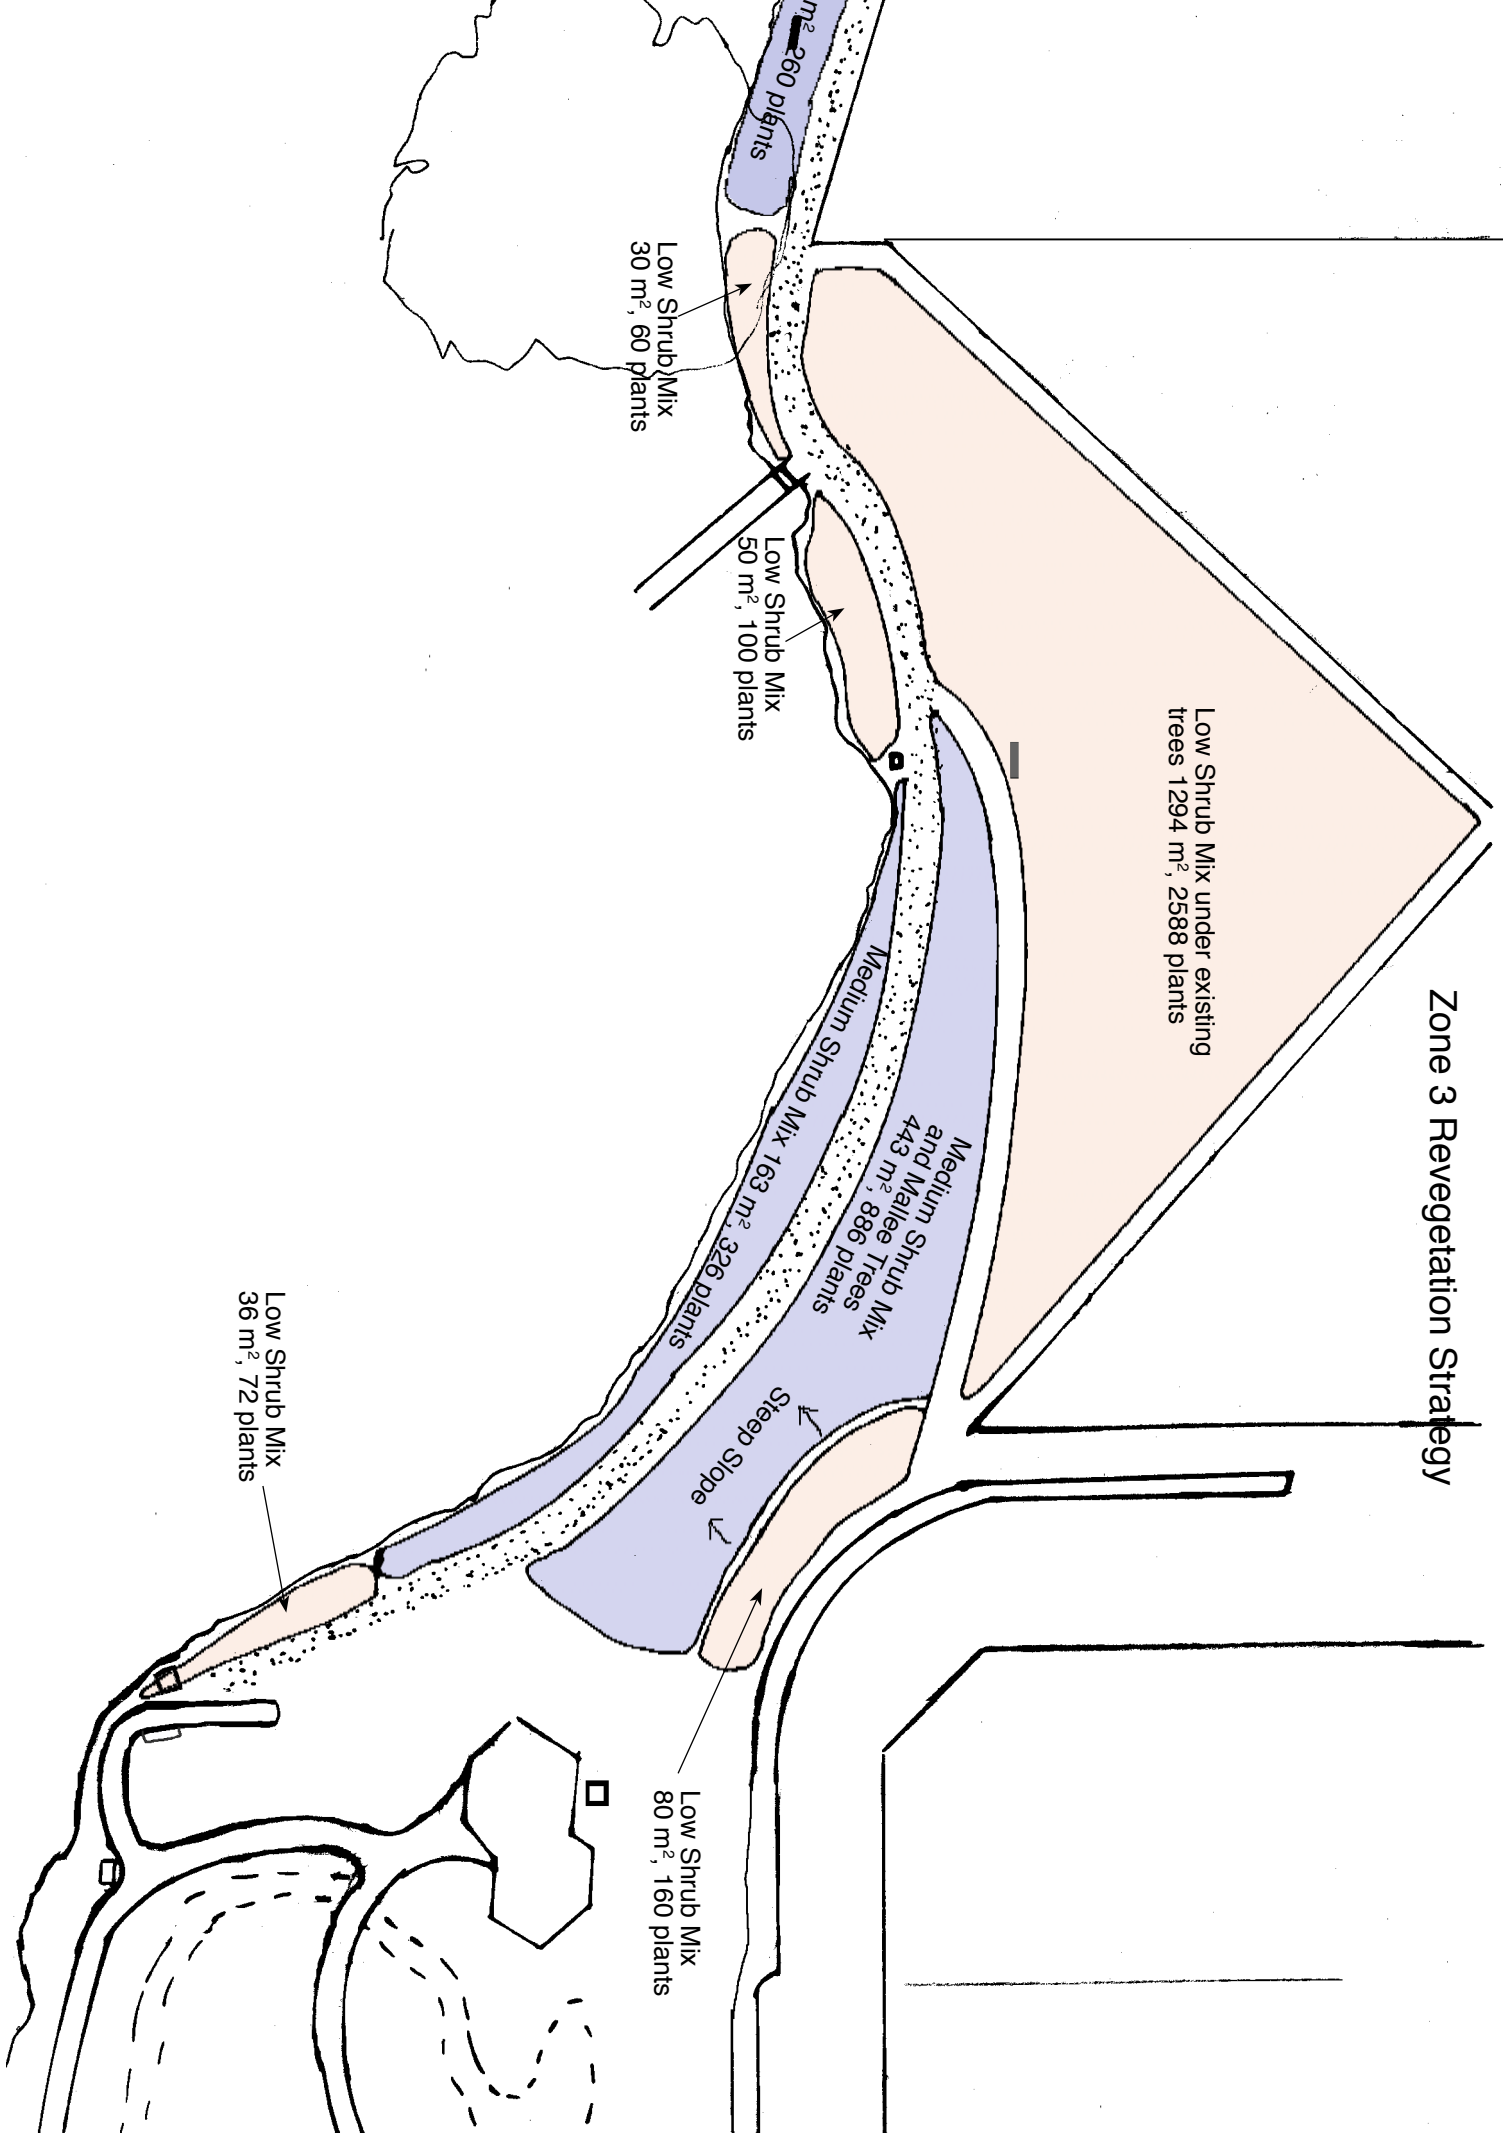 Zone 3 Revegetation Strategy
Low Shrub Mix under existing
trees 1294 m², 2588 plants
m², 260 plants
Low Shrub Mix
30 m², 60 plants
Low Shrub Mix
50 m², 100 plants
Medium Shrub Mix
and Mallee Trees
443 m², 886 plants
Medium Shrub Mix 163 m², 326 plants
Steep Slope
Low Shrub Mix
36 m², 72 plants
Low Shrub Mix
80 m², 160 plants